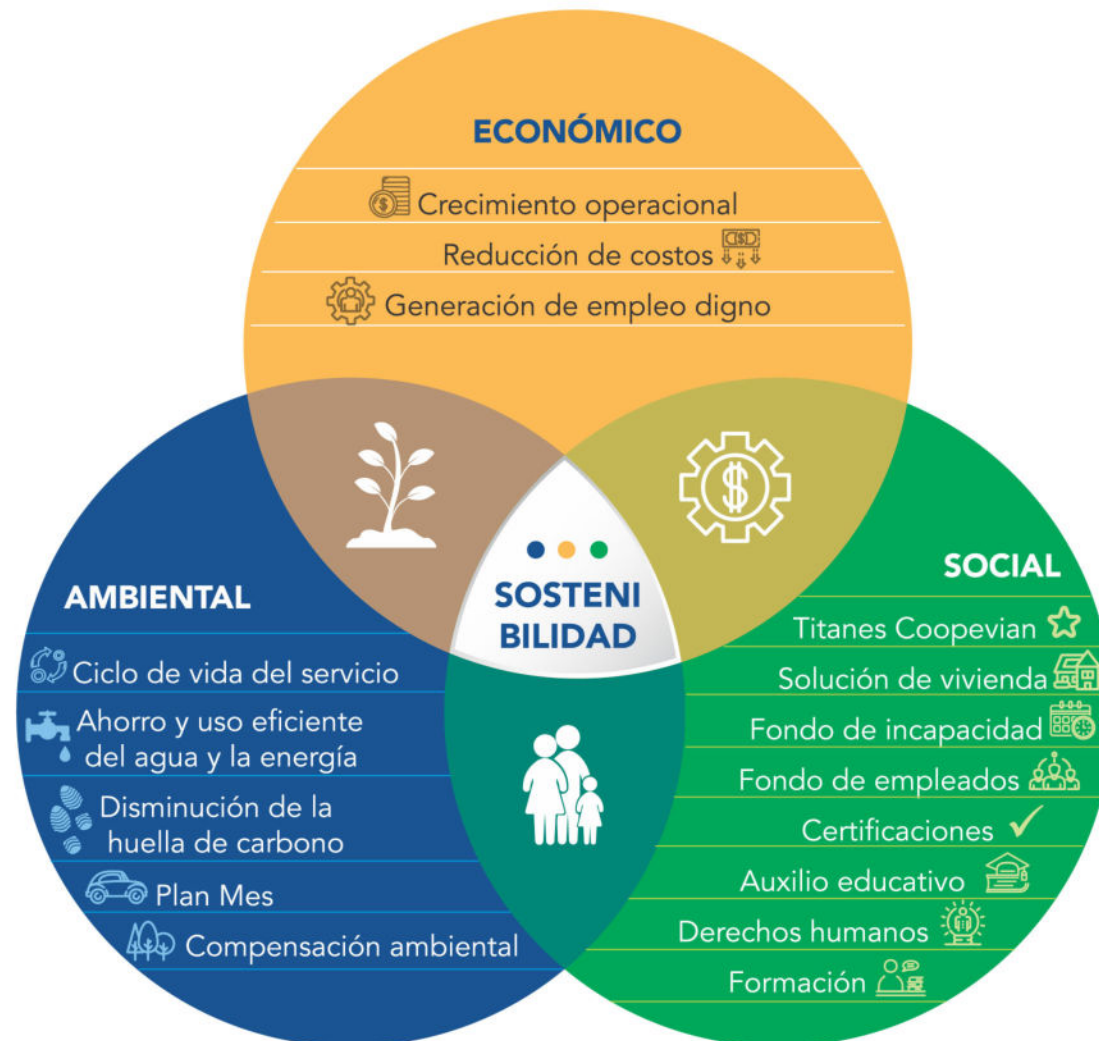 ECONÓMICO
Crecimiento operacional
Reducción de costos
Generación de empleo digno
SOSTENI
BILIDAD
AMBIENTAL
Ciclo de vida del servicio
Ahorro y uso eficiente
del agua y la energía
Disminución de la
huella de carbono
Plan Mes
Compensación ambiental
SOCIAL
Titanes Coopevian
Solución de vivienda
Fondo de incapacidad
Fondo de empleados
Certificaciones
Auxilio educativo
Derechos humanos
Formación